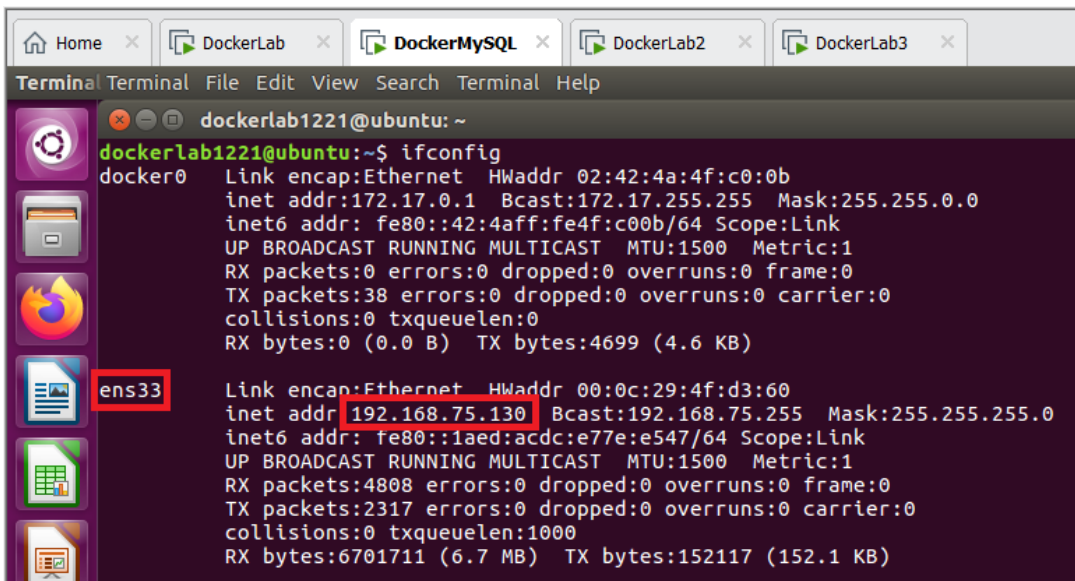 Home × DockerLab × DockerMySQL × DockerLab2 × DockerLab3 ×
Terminal Terminal File Edit View Search Terminal Help
dockerlab1221@ubuntu: ~
dockerlab1221@ubuntu:~$ ifconfig
docker0 Link encap:Ethernet HWaddr 02:42:4a:4f:c0:0b
inet addr:172.17.0.1 Bcast:172.17.255.255 Mask:255.255.0.0
inet6 addr: fe80::42:4aff:fe4f:c00b/64 Scope:Link
UP BROADCAST RUNNING MULTICAST MTU:1500 Metric:1
RX packets:0 errors:0 dropped:0 overruns:0 frame:0
TX packets:38 errors:0 dropped:0 overruns:0 carrier:0
collisions:0 txqueuelen:0
RX bytes:0 (0.0 B) TX bytes:4699 (4.6 KB)
ens33 Link encap:Ethernet HWaddr 00:0c:29:4f:d3:60
inet addr:192.168.75.130 Bcast:192.168.75.255 Mask:255.255.255.0
inet6 addr: fe80::1aed:acdc:e77e:e547/64 Scope:Link
UP BROADCAST RUNNING MULTICAST MTU:1500 Metric:1
RX packets:4808 errors:0 dropped:0 overruns:0 frame:0
TX packets:2317 errors:0 dropped:0 overruns:0 carrier:0
collisions:0 txqueuelen:1000
RX bytes:6701711 (6.7 MB) TX bytes:152117 (152.1 KB)